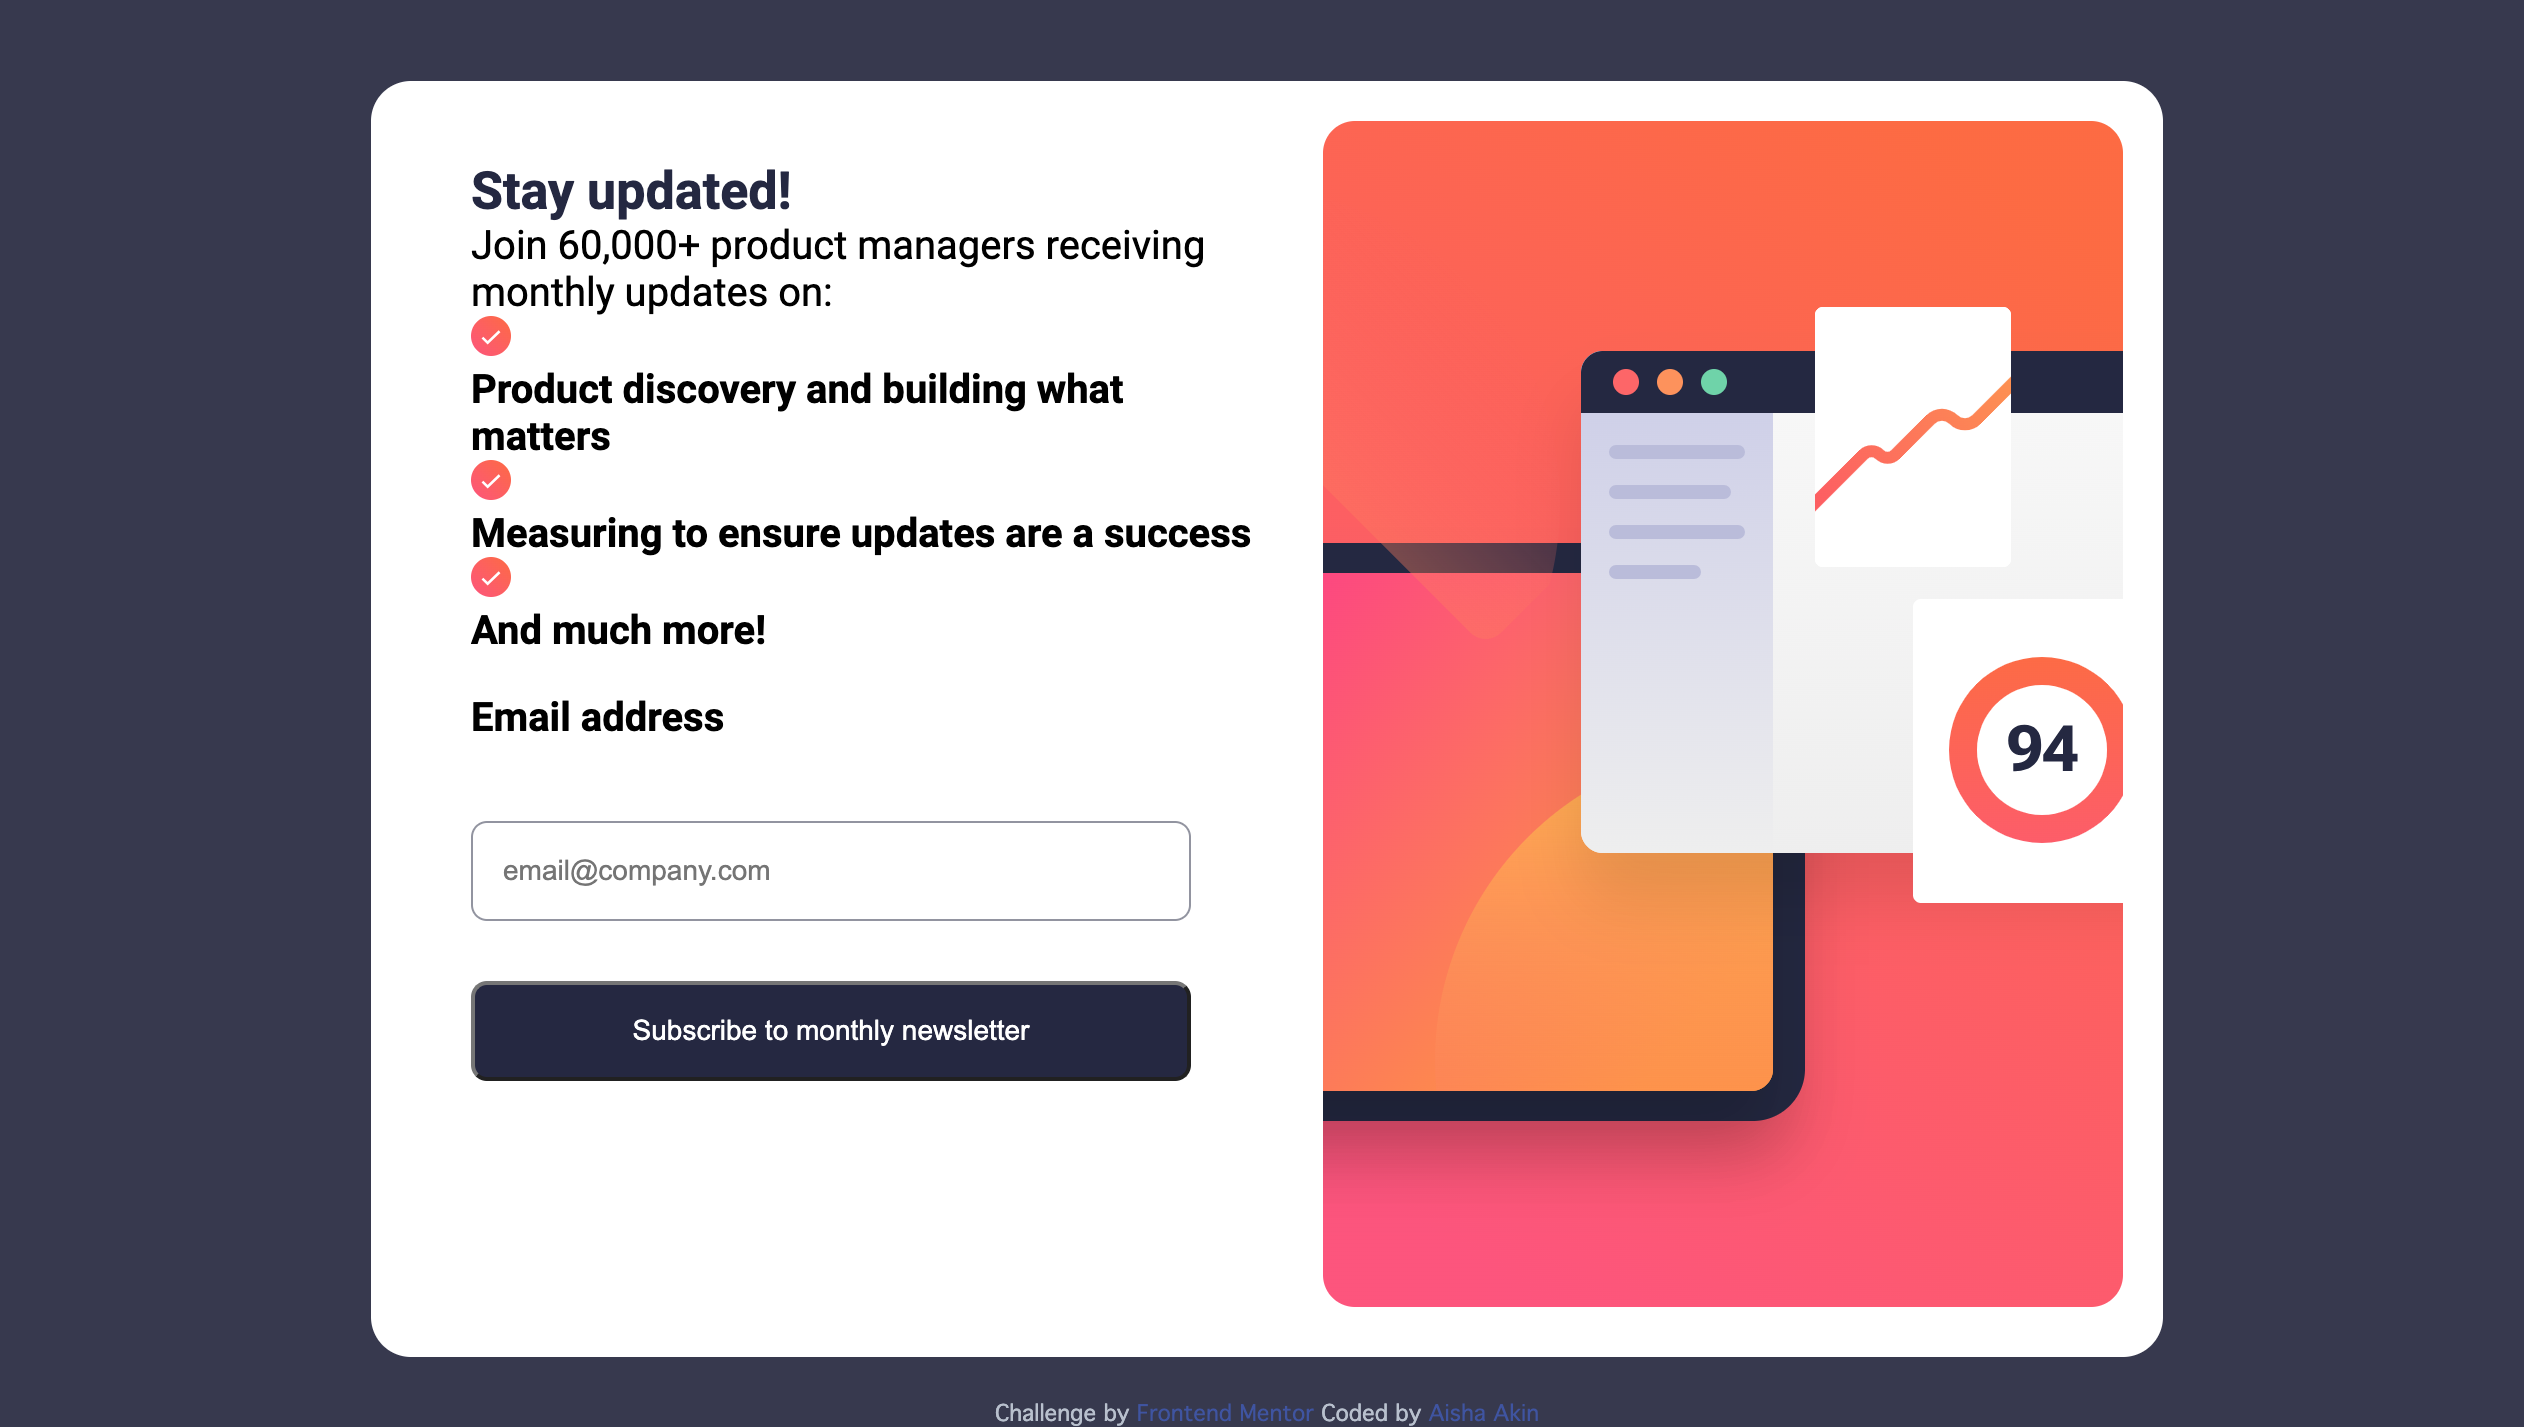 Stay updated!
Join 60,000+ product managers receiving
monthly updates on:
Product discovery and building what
matters
Measuring to ensure updates are a success
And much more!
Email address
email@company.com
Subscribe to monthly newsletter
94
Challenge by Frontend Mentor Coded by Aisha Akin